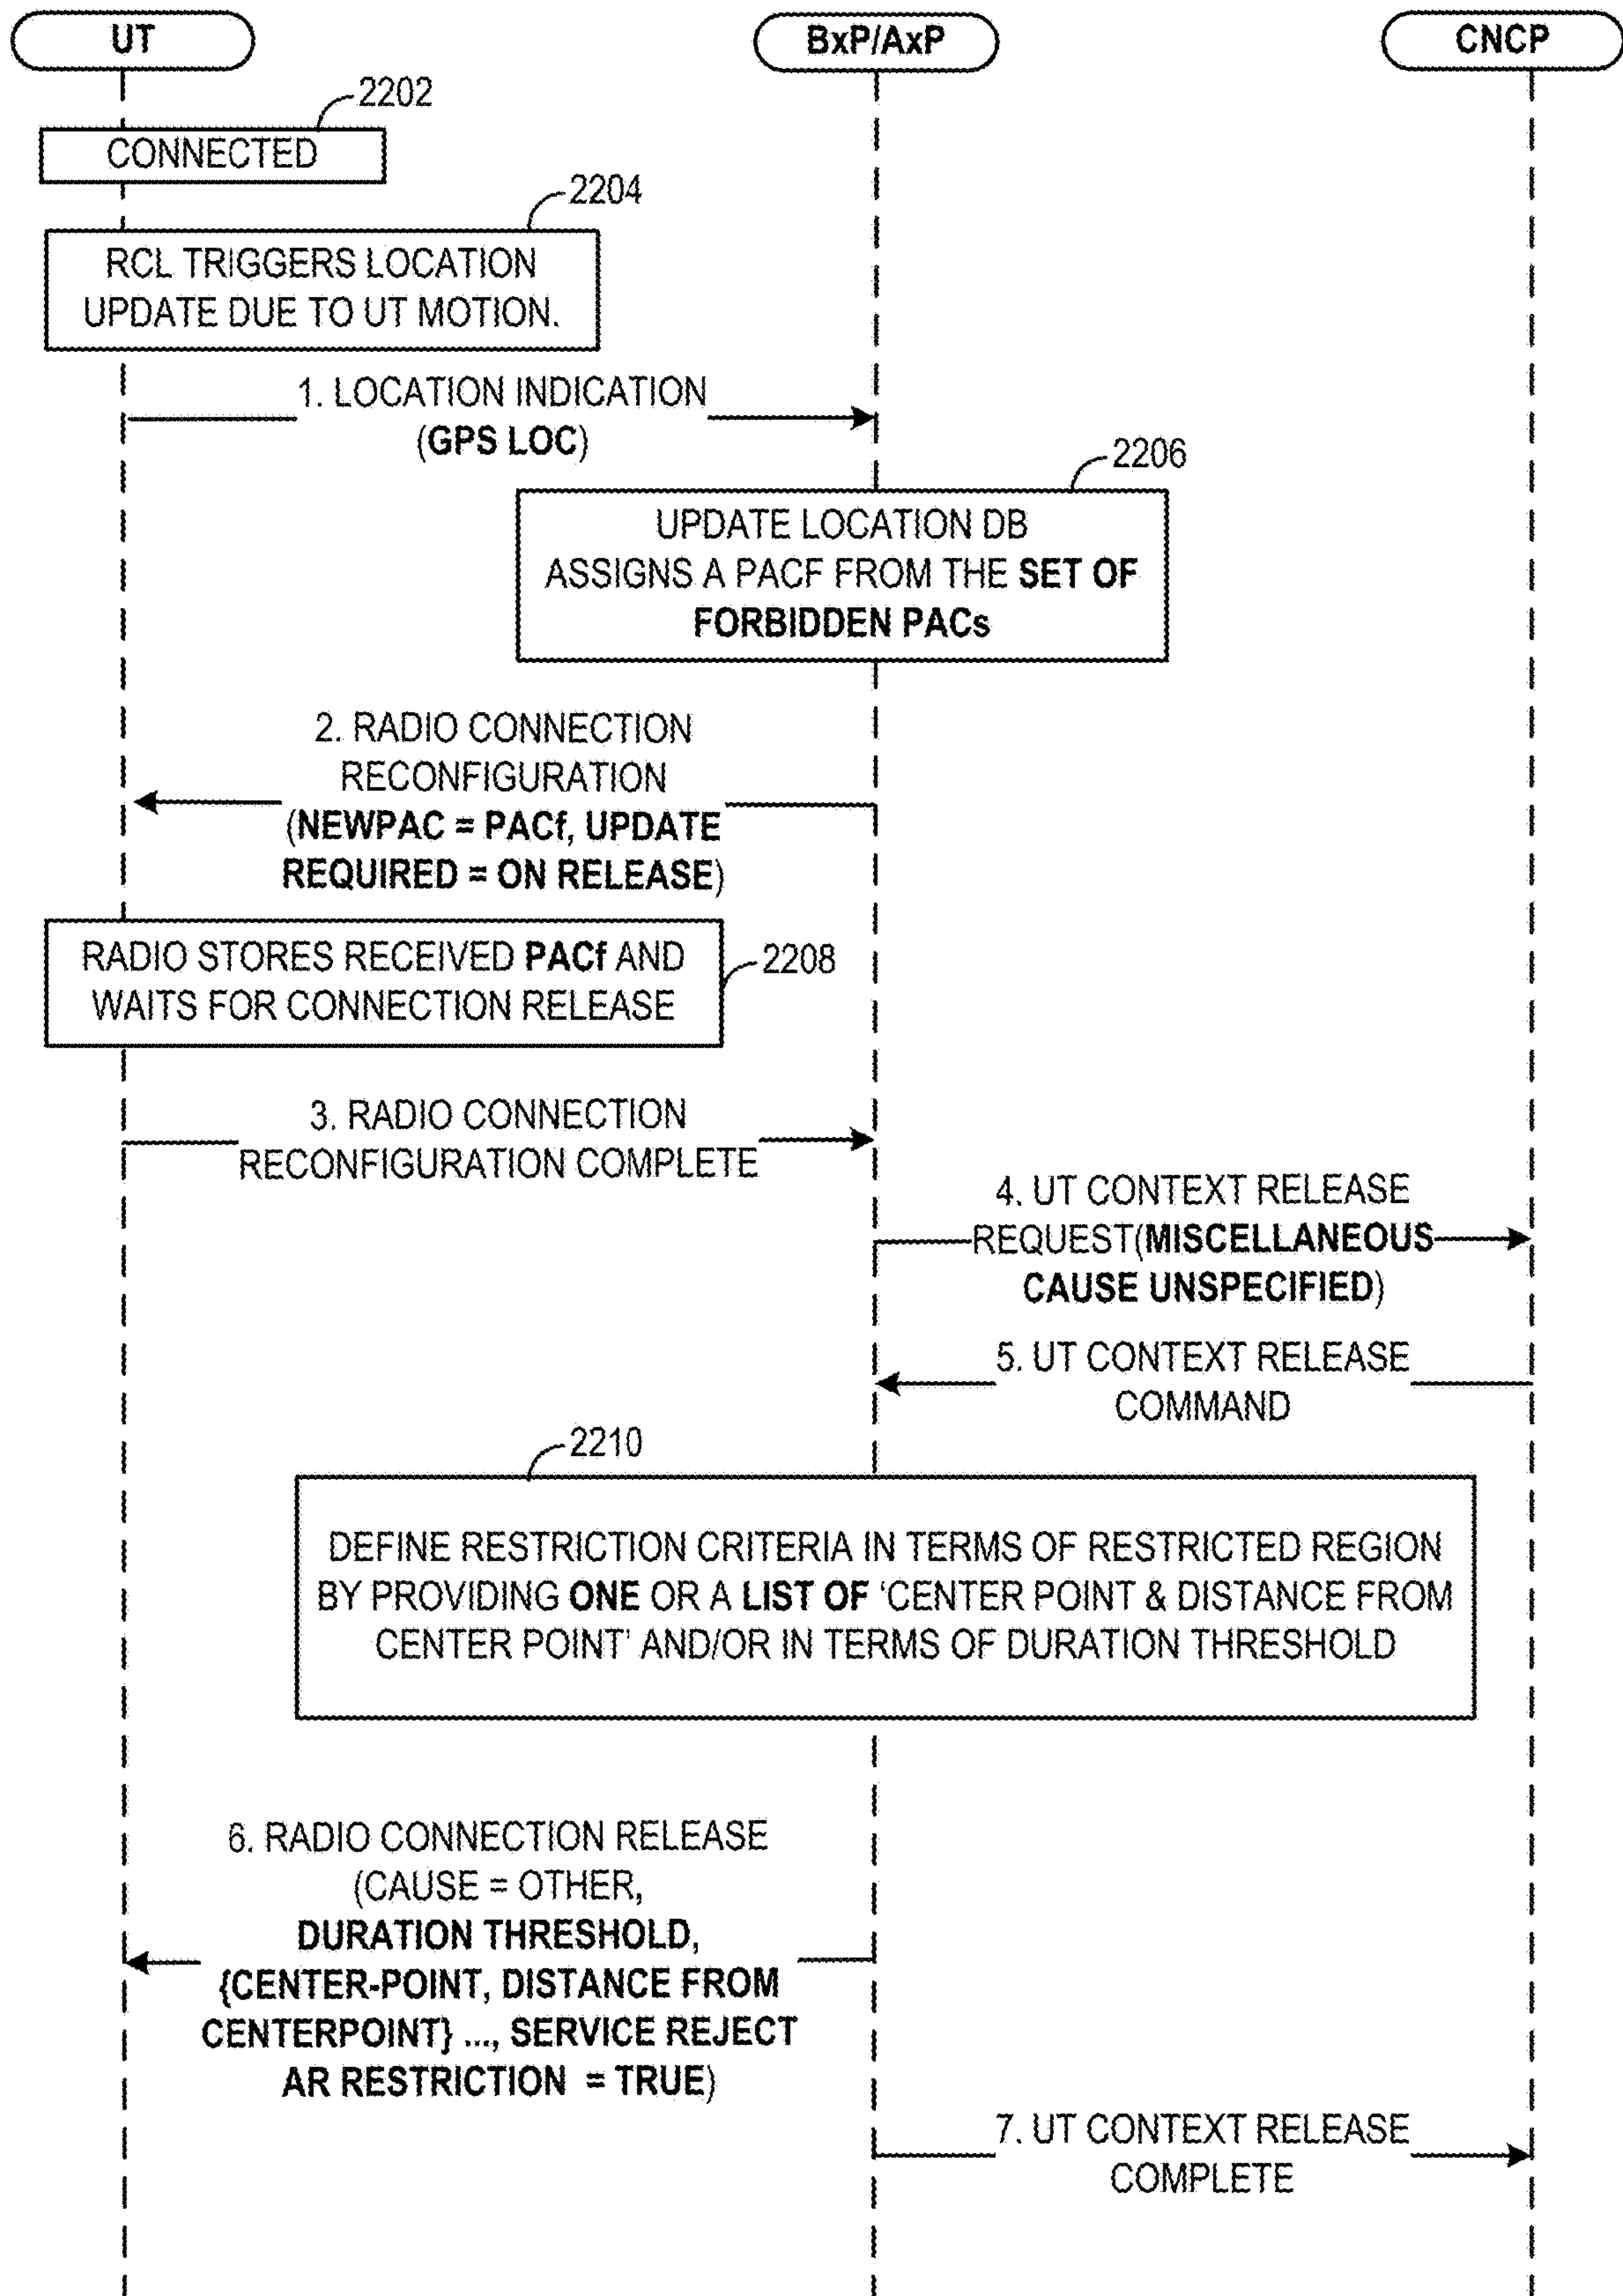 UT
BxP/AxP
CNCP
2202
CONNECTED
2204
RCL TRIGGERS LOCATION
UPDATE DUE TO UT MOTION.
1. LOCATION INDICATION
(GPS LOC)
2206
UPDATE LOCATION DB
ASSIGNS A PACF FROM THE SET OF
FORBIDDEN PACs
2. RADIO CONNECTION
RECONFIGURATION
(NEWPAC = PACf, UPDATE
REQUIRED = ON RELEASE)
RADIO STORES RECEIVED PACf AND
WAITS FOR CONNECTION RELEASE
2208
3. RADIO CONNECTION
RECONFIGURATION COMPLETE
4. UT CONTEXT RELEASE
REQUEST(MISCELLANEOUS
CAUSE UNSPECIFIED)
5. UT CONTEXT RELEASE
COMMAND
2210
DEFINE RESTRICTION CRITERIA IN TERMS OF RESTRICTED REGION
BY PROVIDING ONE OR A LIST OF ‘CENTER POINT & DISTANCE FROM
CENTER POINT’ AND/OR IN TERMS OF DURATION THRESHOLD
6. RADIO CONNECTION RELEASE
(CAUSE = OTHER,
DURATION THRESHOLD,
{CENTER-POINT, DISTANCE FROM
CENTERPOINT} ..., SERVICE REJECT
AR RESTRICTION = TRUE)
7. UT CONTEXT RELEASE
COMPLETE